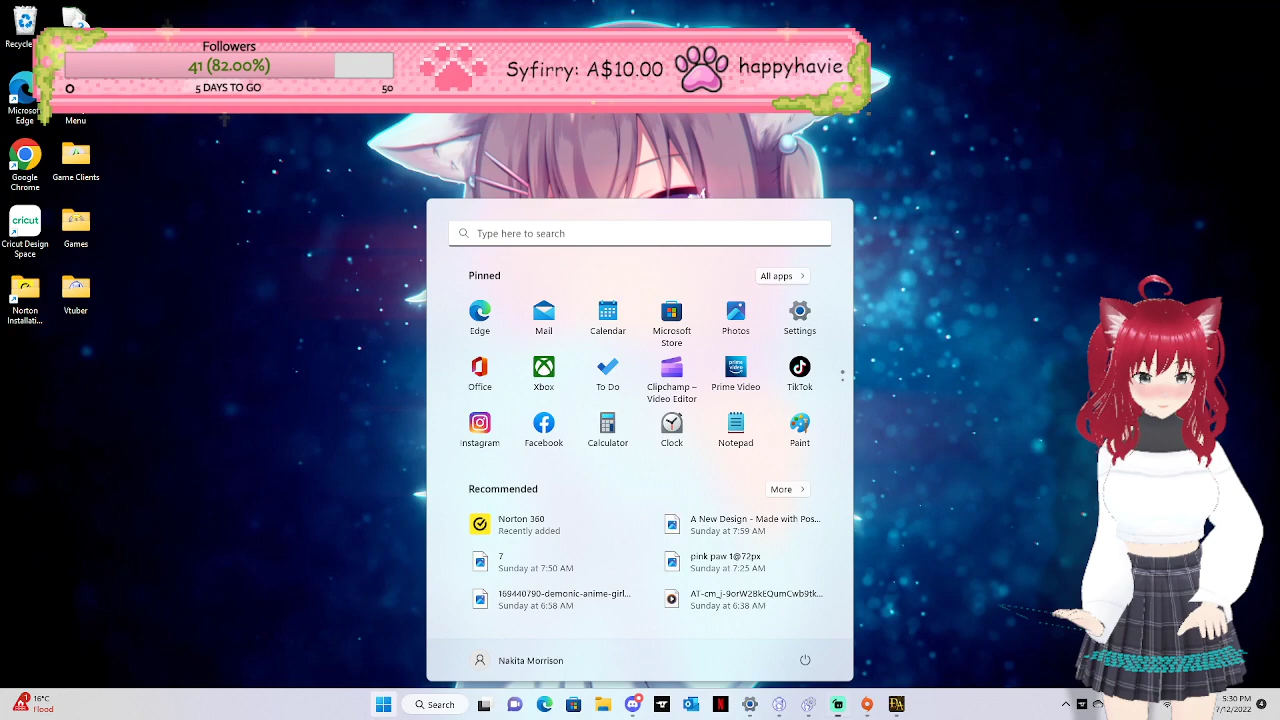 Followers
41 (82.00%)
0
5 DAYS TO GO
50
Syfirry: A$10.00
happyhavie
Microsoft Edge
Menu
Google Chrome
Game Clients
cricut
Cricut Design Space
Games
Norton Installati...
Vtuber
Type here to search
Pinned
All apps
Edge
Mail
Calendar
Microsoft Store
Photos
Settings
Office
Xbox
To Do
Clipchamp – Video Editor
prime video
Prime Video
TikTok
Instagram
Facebook
Calculator
Clock
Notepad
Paint
Recommended
More
Norton 360
Recently added
A New Design - Made with Pos...
Sunday at 7:59 AM
7
Sunday at 7:50 AM
pink paw 1@72px
Sunday at 7:25 AM
169440790-demonic-anime-girl...
Sunday at 6:58 AM
Sunday at 6:38 AM
Nakita Morrison
16°C
Flood
Search
5:30 PM
7/12/2022